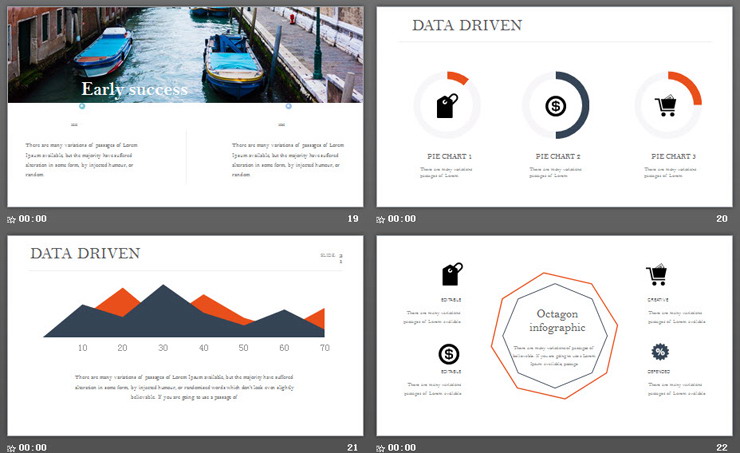 Early success
There are many variations of passages of Lorem
Ipsum available, but the majority have suffered
alteration in some form, by injected humour, or
random
There are many variations of passages of Lorem
Ipsum available, but the majority have suffered
alteration in some form, by injected humour, or
random
00:00
19
DATA DRIVEN
PIE CHART 1
There are many variations
passages of Lorem
PIE CHART 2
There are many variations
passages of Lorem
PIE CHART 3
There are many variations
passages of Lorem
00:00
20
DATA DRIVEN
SLIDE
10 20 30 40 50 60 70
There are many variations of passages of Lorem Ipsum available, but the majority have suffered
alteration in some form, by injected humour, or randomised words which don't look even slightly
believable. If you are going to use a passage of
00:00
21
EDITABLE
There are many variations
passages of Lorem available
EDITABLE
There are many variations
passages of Lorem available
Octagon
infographic
There are many variations of passages of
believable. If you are going to use a Lorem
Ipsum available, passage
CREATIVE
There are many variations
passages of Lorem available
There are many variations
passages of Lorem available
00:00
22